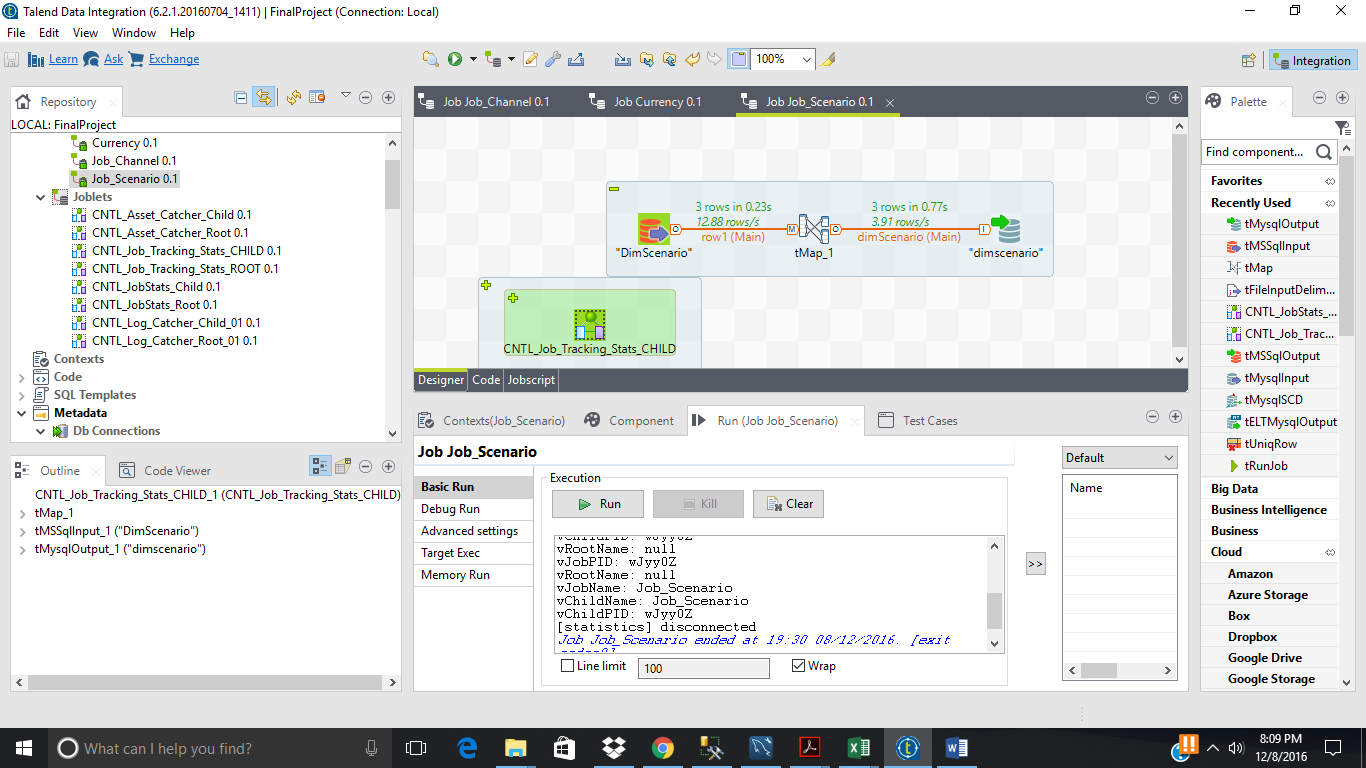 Talend Data Integration (6.2.1.20160704_1411) | FinalProject (Connection: Local)
File Edit View Window Help
Learn Ask Exchange
100%
Integration
Repository
LOCAL: FinalProject
Currency 0.1
Job_Channel 0.1
Job_Scenario 0.1
Joblets
CNTL_Asset_Catcher_Child 0.1
CNTL_Asset_Catcher_Root 0.1
CNTL_Job_Tracking_Stats_CHILD 0.1
CNTL_Job_Tracking_Stats_ROOT 0.1
CNTL_JobStats_Child 0.1
CNTL_JobStats_Root 0.1
CNTL_Log_Catcher_Child_01 0.1
CNTL_Log_Catcher_Root_01 0.1
Contexts
Code
SQL Templates
Metadata
Db Connections
Outline Code Viewer
CNTL_Job_Tracking_Stats_CHILD_1 (CNTL_Job_Tracking_Stats_CHILD)
tMap_1
tMSSqlInput_1 ("DimScenario")
tMysqlOutput_1 ("dimscenario")
Job Job_Channel 0.1 Job Currency 0.1 Job Job_Scenario 0.1
3 rows in 0.23s 3 rows in 0.77s
12.88 rows/s 3.91 rows/s
row1 (Main) dimScenario (Main)
"DimScenario" tMap_1 "dimscenario"
CNTL_Job_Tracking_Stats_CHILD
Designer Code Jobscript
Contexts(Job_Scenario) Component Run (Job Job_Scenario) Test Cases
Job Job_Scenario
Basic Run
Debug Run
Advanced settings
Target Exec
Memory Run
Execution
Run Kill Clear
vChildPID: wJyy0Z
vRootName: null
vJobPID: wJyy0Z
vRootName: null
vJobName: Job_Scenario
vChildName: Job_Scenario
vChildPID: wJyy0Z
[statistics] disconnected
Job Job_Scenario ended at 19:30 08/12/2016. [exit
Line limit 100 Wrap
>>
Default
Name
Palette
Find component...
Favorites
Recently Used
tMysqlOutput
tMSSqlInput
tMap
tFileInputDelim...
CNTL_JobStats_...
CNTL_Job_Trac...
tMSSqlOutput
tMysqlInput
tMysqlSCD
tELTMysqlOutput
tUniqRow
tRunJob
Big Data
Business Intelligence
Business
Cloud
Amazon
Azure Storage
Box
Dropbox
Google Drive
Google Storage
What can I help you find?
8:09 PM
12/8/2016